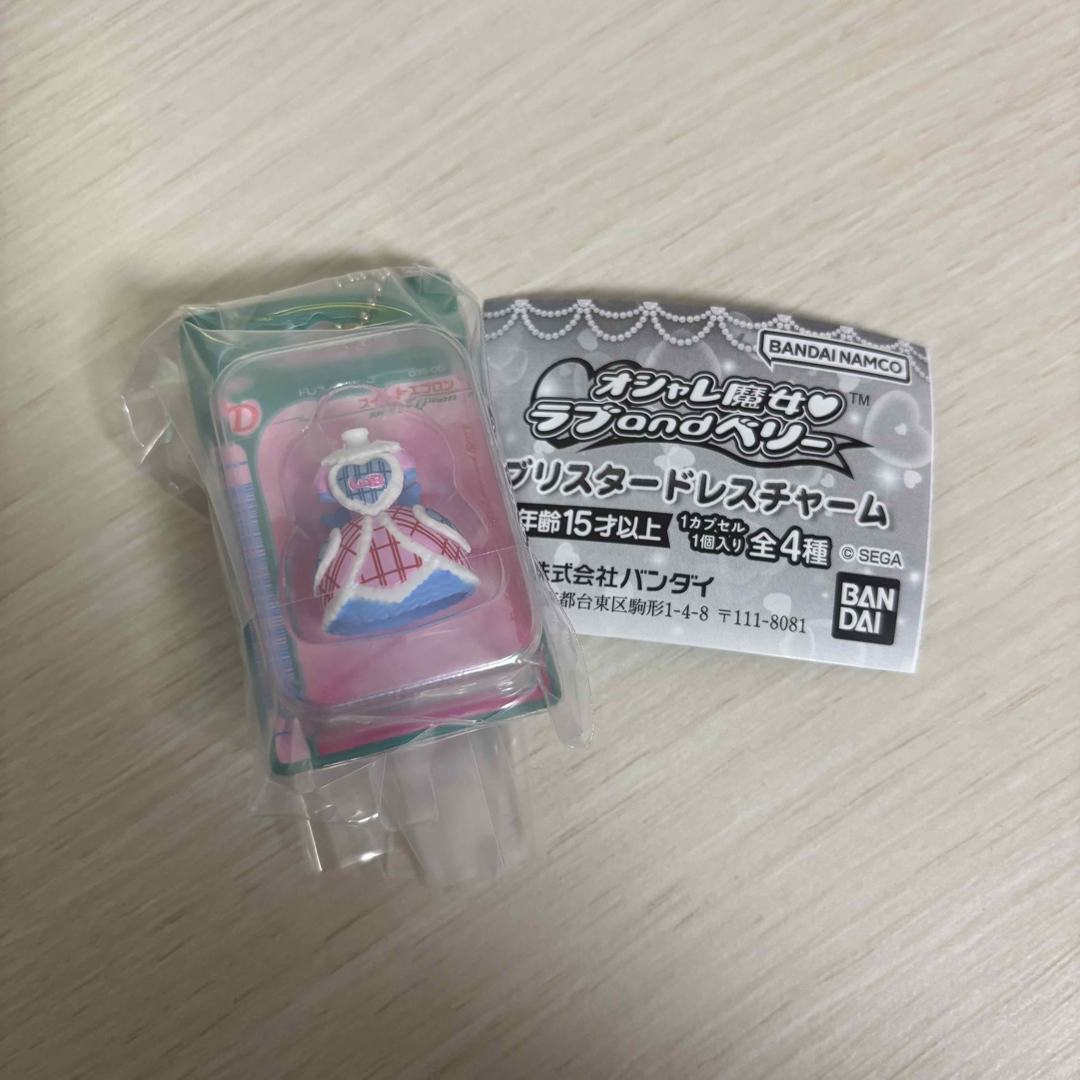 BANDAI NAMCO
オシャレ魔女♥™
ラブandベリー
ブリスタードレスチャーム
年齢15才以上
1カプセル
1個入り
全4種
© SEGA
株式会社バンダイ
都台東区駒形1-4-8 〒111-8081
BAN
DAI
D
L&B